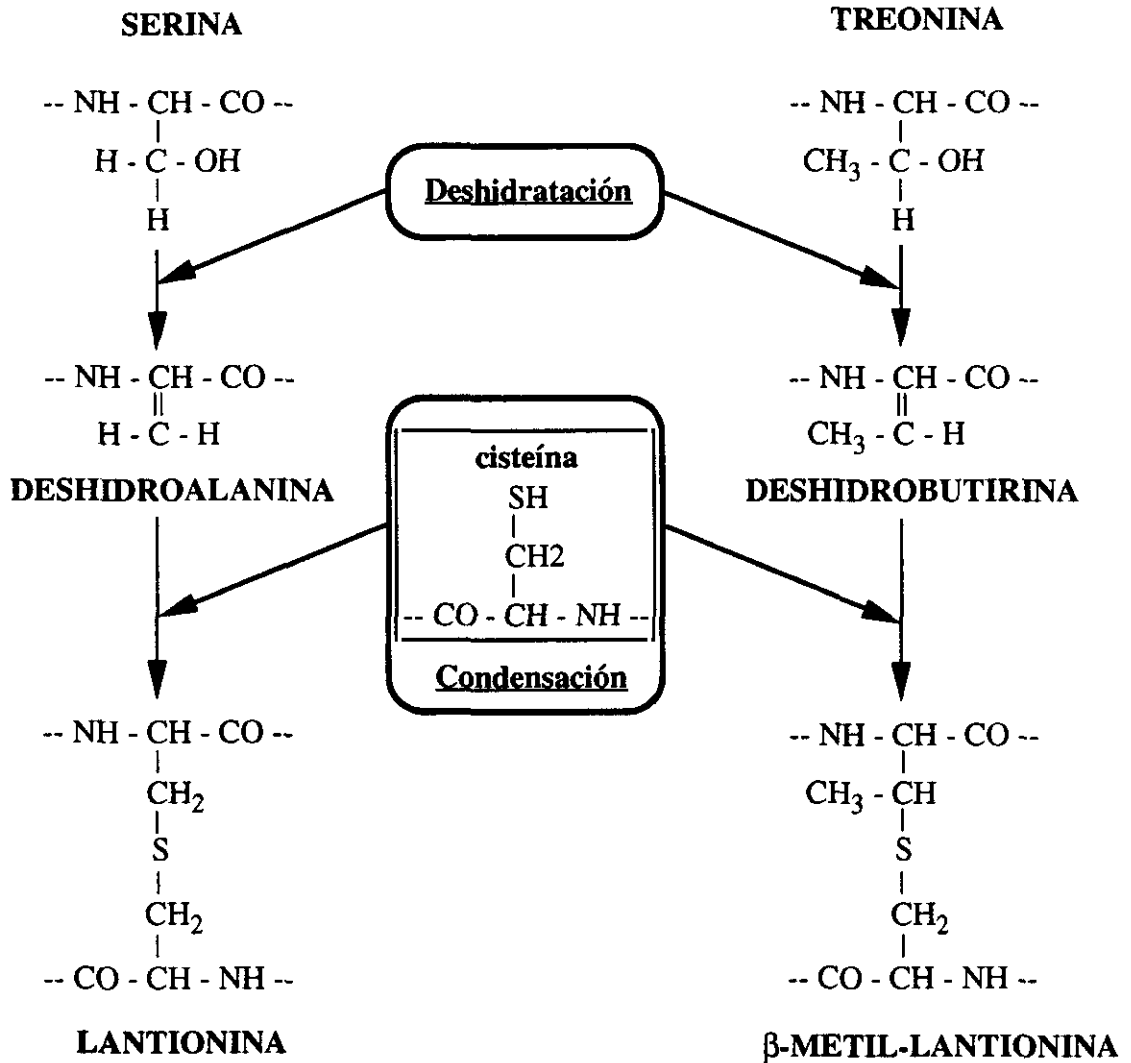 SERINA
-- NH - CH - CO --
H - C - OH
H
TREONINA
-- NH - CH - CO --
CH₃ - C - OH
H
Deshidratación
-- NH - CH - CO --
H - C - H
DESHIDROALANINA
-- NH - CH - CO --
CH₃ - C - H
DESHIDROBUTIRINA
cisteína
SH
CH2
-- CO - CH - NH --
Condensación
-- NH - CH - CO --
CH₂
S
CH₂
-- CO - CH - NH --
LANTIONINA
-- NH - CH - CO --
CH₃ - CH
S
CH₂
-- CO - CH - NH --
β-METIL-LANTIONINA